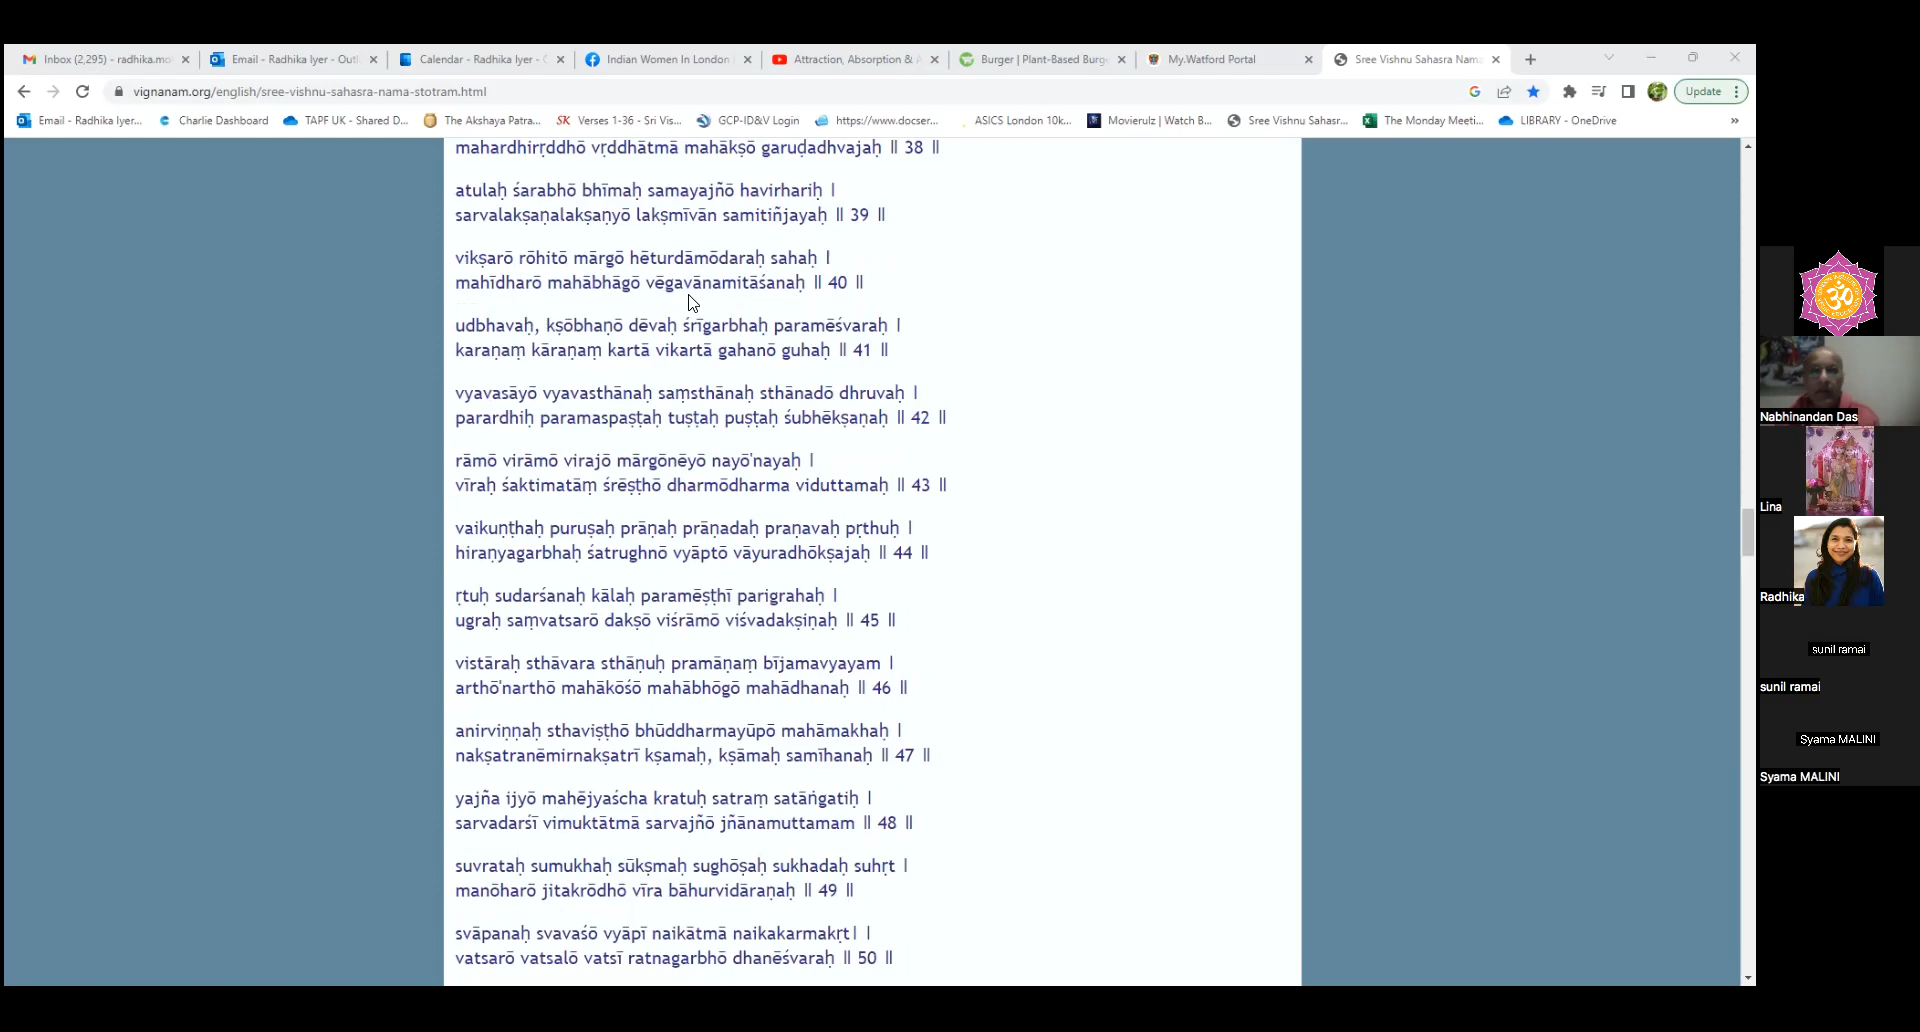 Inbox (2,295) - radhika.mo
Email - Radhika Iyer - Outl
Calendar - Radhika Iyer -
Indian Women In London
Attraction, Absorption &
Burger | Plant-Based Burg
My.Watford Portal
Sree Vishnu Sahasra Nam
vignanam.org/english/sree-vishnu-sahasra-nama-stotram.html
Update
Email - Radhika Iyer...
Charlie Dashboard
TAPF UK - Shared D...
The Akshaya Patra...
SK Verses 1-36 - Sri Vis...
GCP-ID&V Login
https://www.docser...
ASICS London 10k...
Movierulz | Watch B...
Sree Vishnu Sahasr...
The Monday Meeti...
LIBRARY - OneDrive
»
mahardhirṛddhō vṛddhātmā mahākṣō garuḍadhvajaḥ ‖ 38 ‖
atulaḥ śarabhō bhīmaḥ samayajñō havirhariḥ |
sarvalakṣaṇalakṣaṇyō lakṣmīvān samitiñjayaḥ ‖ 39 ‖
vikṣarō rōhitō mārgō hēturdāmōdaraḥ sahaḥ |
mahīdharō mahābhāgō vēgavānamitāśanaḥ ‖ 40 ‖
udbhavaḥ, kṣōbhaṇō dēvaḥ śrīgarbhaḥ paramēśvaraḥ |
karaṇaṃ kāraṇaṃ kartā vikartā gahanō guhaḥ ‖ 41 ‖
vyavasāyō vyavasthānaḥ saṃsthānaḥ sthānadō dhruvaḥ |
parardhiḥ paramaspaṣṭaḥ tuṣṭaḥ puṣṭaḥ śubhēkṣaṇaḥ ‖ 42 ‖
rāmō virāmō virajō mārgōnēyō nayō'nayaḥ |
vīraḥ śaktimatāṃ śrēṣṭhō dharmōdharma viduttamaḥ ‖ 43 ‖
vaikuṇṭhaḥ puruṣaḥ prāṇaḥ prāṇadaḥ praṇavaḥ pṛthuḥ |
hiraṇyagarbhaḥ śatrughnō vyāptō vāyuradhōkṣajaḥ ‖ 44 ‖
ṛtuḥ sudarśanaḥ kālaḥ paramēṣṭhī parigrahaḥ |
ugraḥ saṃvatsarō dakṣō viśrāmō viśvadakṣiṇaḥ ‖ 45 ‖
vistāraḥ sthāvara sthāṇuḥ pramāṇaṃ bījamavyayam |
arthō'narthō mahākōśō mahābhōgō mahādhanaḥ ‖ 46 ‖
anirviṇṇaḥ sthaviṣṭhō bhūddharmayūpō mahāmakhaḥ |
nakṣatranēmirnakṣatrī kṣamaḥ, kṣāmaḥ samīhanaḥ ‖ 47 ‖
yajña ijyō mahējyaścha kratuḥ satraṃ satāṅgatiḥ |
sarvadarśī vimuktātmā sarvajñō jñānamuttamam ‖ 48 ‖
suvrataḥ sumukhaḥ sūkṣmaḥ sughōṣaḥ sukhadaḥ suhṛt |
manōharō jitakrōdhō vīra bāhurvidāraṇaḥ ‖ 49 ‖
svāpanaḥ svavaśō vyāpī naikātmā naikakarmakṛt| |
vatsarō vatsalō vatsī ratnagarbhō dhanēśvaraḥ ‖ 50 ‖
ॐ
Nabhinandan Das
Lina
Radhika
sunil ramai
sunil ramai
Syama MALINI
Syama MALINI